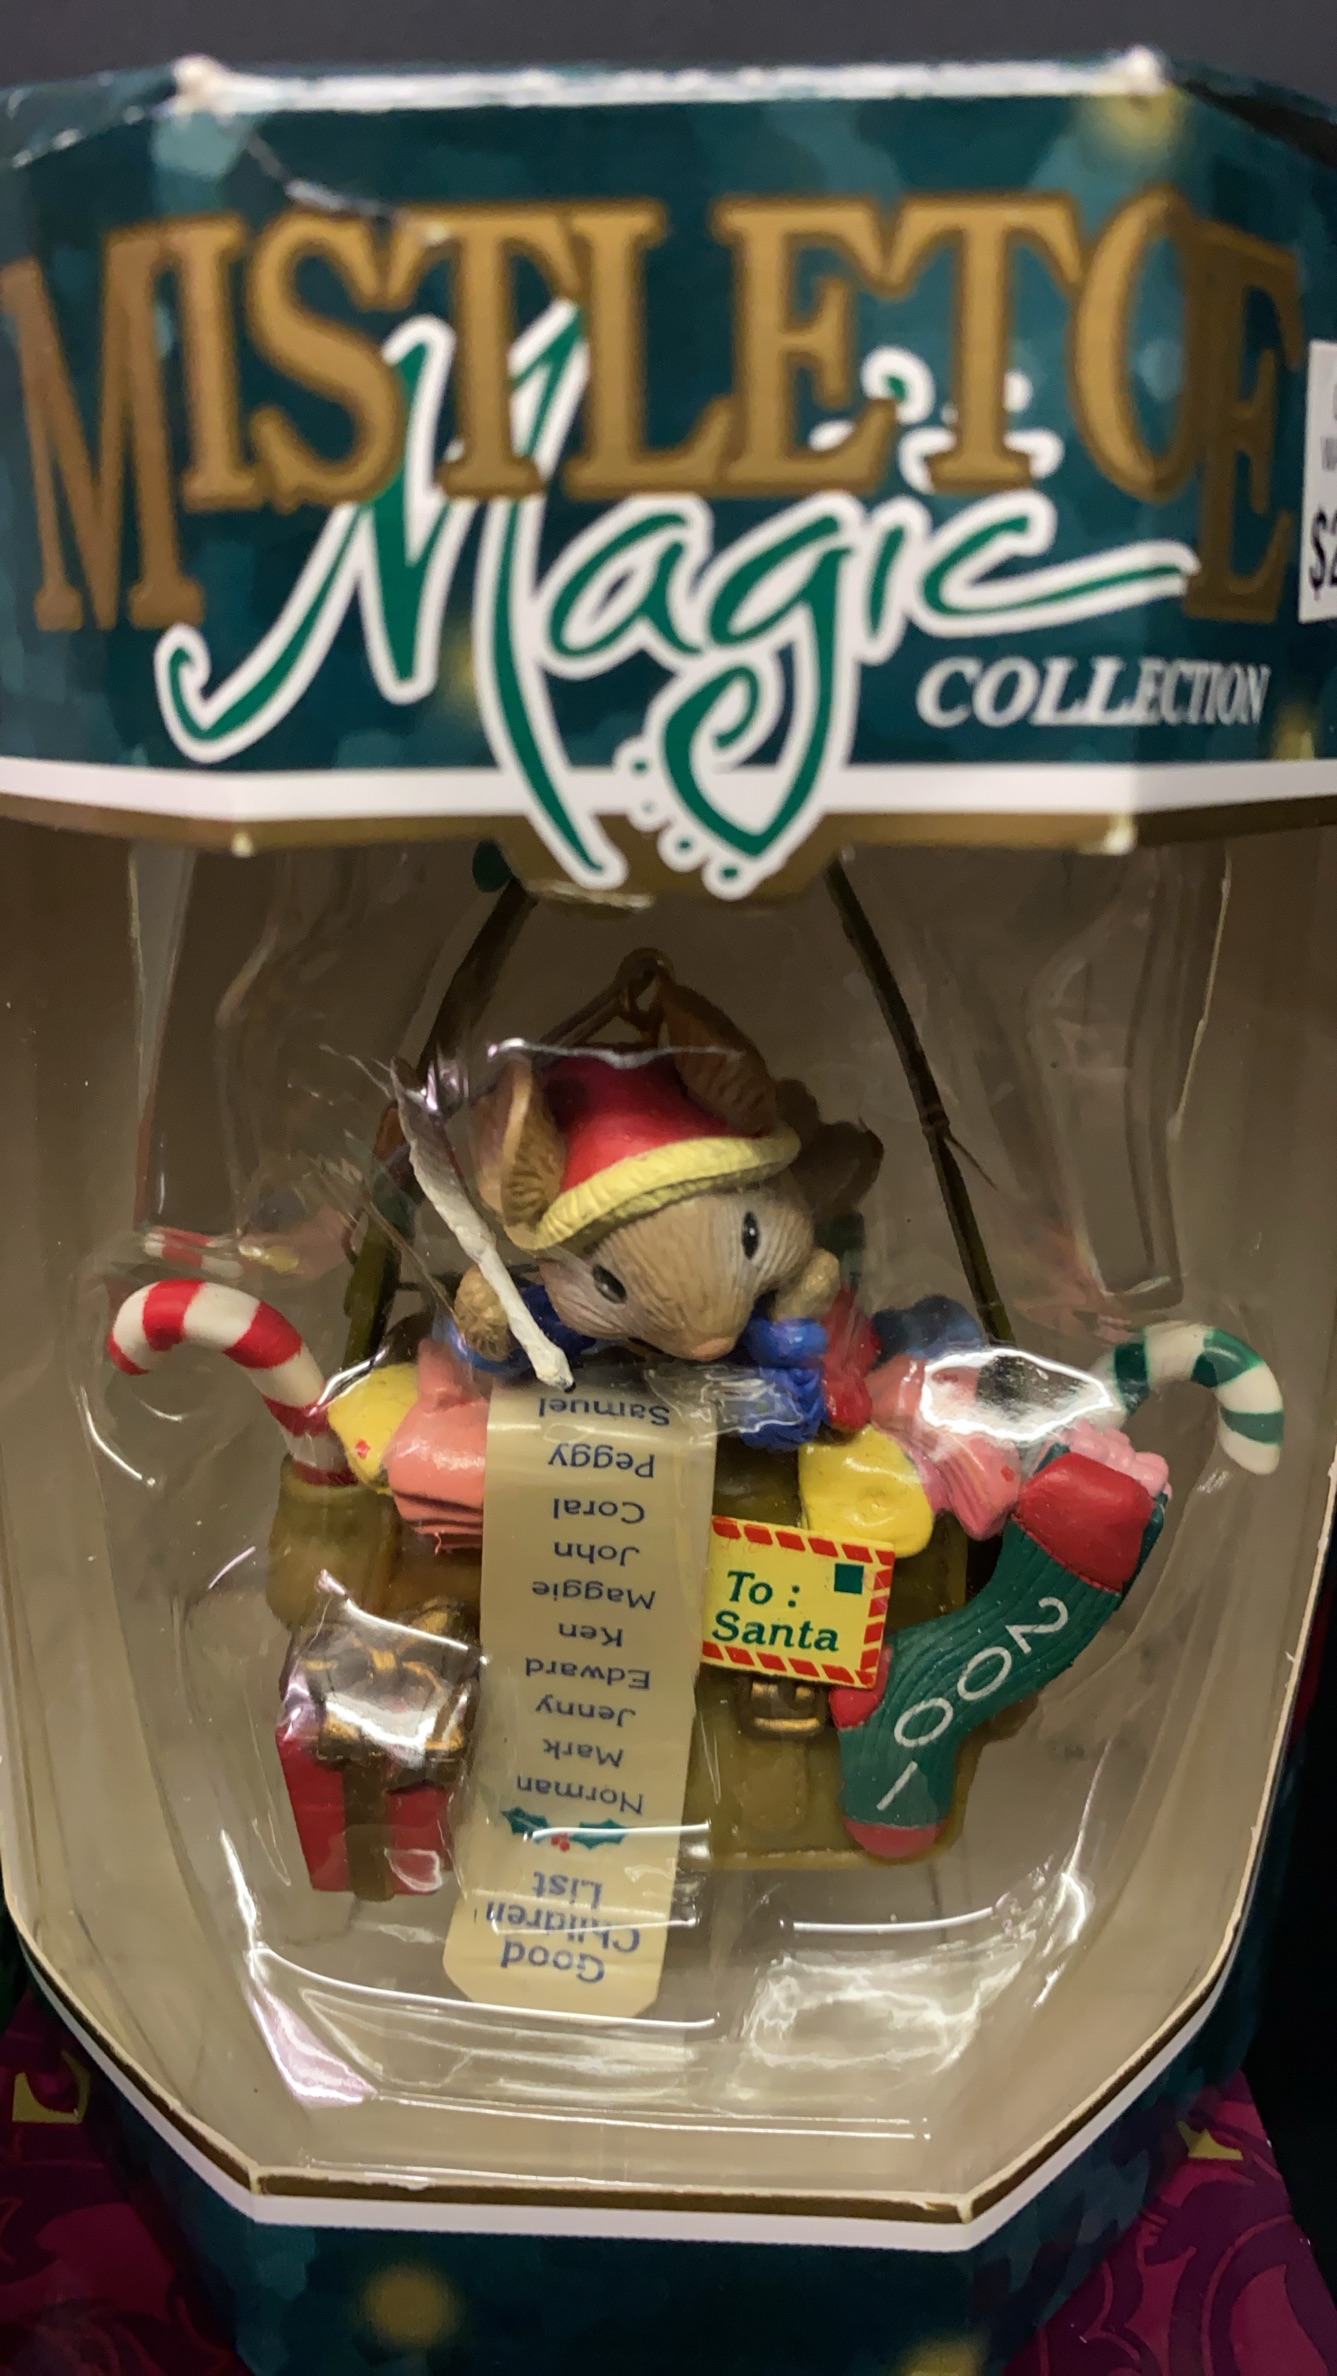 MISTLETOE
Magic
COLLECTION
Good
Children
List
Norman
Mark
Jenny
Edward
Ken
Maggie
John
Coral
Peggy
Samuel
To :
Santa
2001